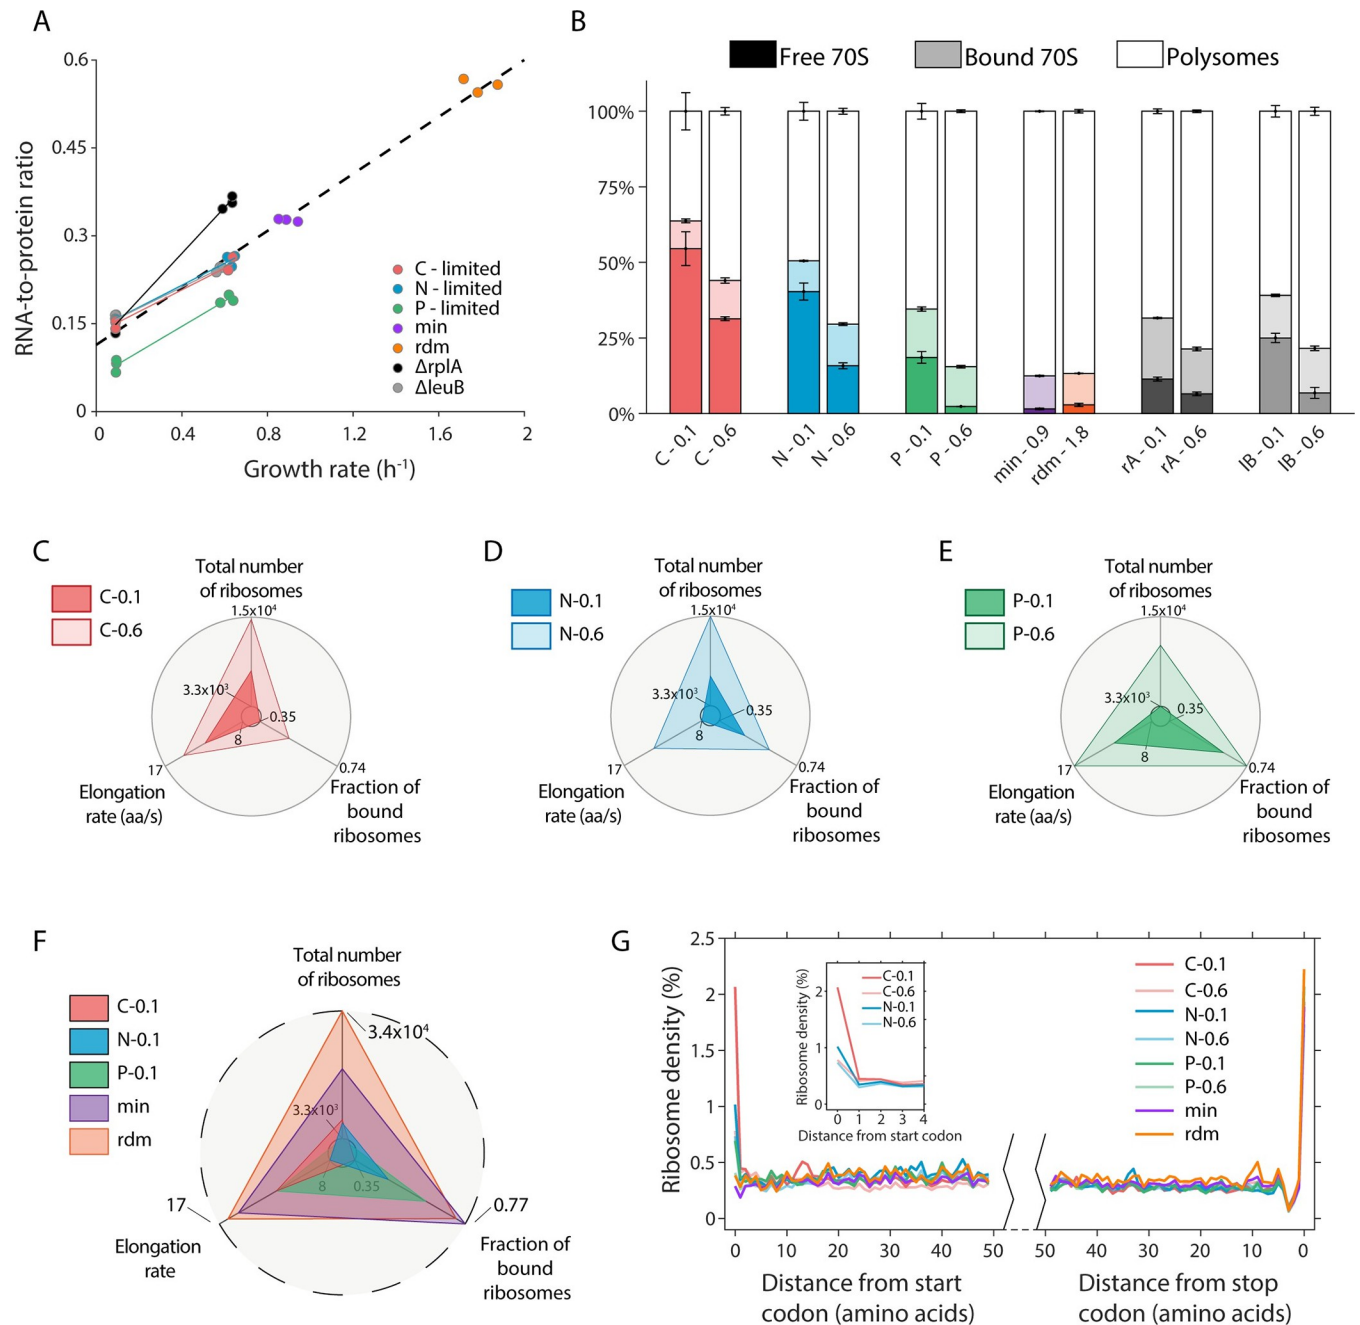 A
RNA-to-protein ratio
0.6
0.45
0.3
0.15
0
0
0.4
0.8
1.2
1.6
2
Growth rate (h⁻¹)
C - limited
N - limited
P - limited
min
rdm
ΔrplA
ΔleuB
B
Free 70S
Bound 70S
Polysomes
100%
75%
50%
25%
0%
C - 0.1
C - 0.6
N - 0.1
N - 0.6
P - 0.1
P - 0.6
min - 0.9
rdm - 1.8
rA - 0.1
rA - 0.6
lB - 0.1
lB - 0.6
C
C-0.1
C-0.6
Total number
of ribosomes
1.5x10⁴
3.3x10³
0.35
8
17
0.74
Elongation
rate (aa/s)
Fraction of
bound
ribosomes
D
N-0.1
N-0.6
Total number
of ribosomes
1.5x10⁴
3.3x10³
0.35
8
17
0.74
Elongation
rate (aa/s)
Fraction of
bound
ribosomes
E
P-0.1
P-0.6
Total number
of ribosomes
1.5x10⁴
3.3x10³
0.35
8
17
0.74
Elongation
rate (aa/s)
Fraction of
bound
ribosomes
F
C-0.1
N-0.1
P-0.1
min
rdm
Total number
of ribosomes
3.4x10⁴
3.3x10³
8
0.35
17
0.77
Elongation
rate
Fraction of
bound
ribosomes
G
Ribosome density (%)
2.5
2
1.5
1
0.5
0
0
10
20
30
40
50
50
40
30
20
10
0
Distance from start
codon (amino acids)
Distance from stop
codon (amino acids)
Ribosome density (%)
2
1
0
0
1
2
3
4
Distance from start codon
C-0.1
C-0.6
N-0.1
N-0.6
C-0.1
C-0.6
N-0.1
N-0.6
P-0.1
P-0.6
min
rdm